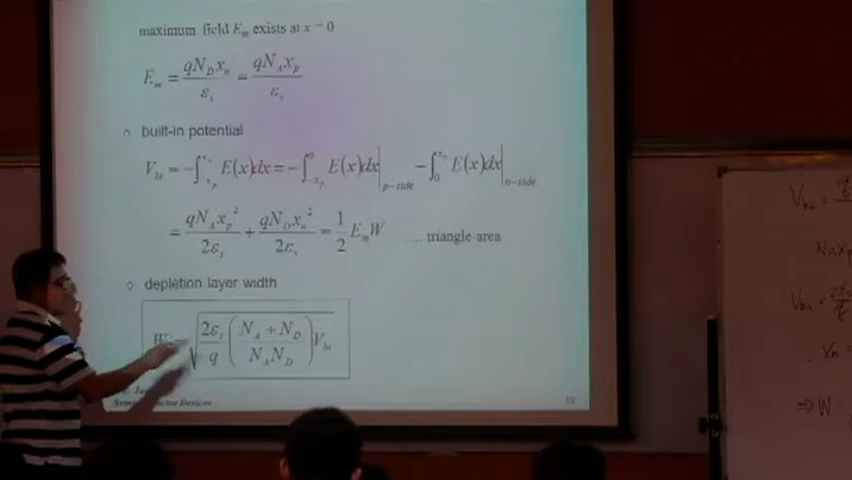 maximum field E_m exists at x = 0
E_m = qN_D x_n / ε_s = qN_A x_p / ε_s
○ built-in potential
V_bi = -∫_{-x_p}^{x_n} E(x)dx = -∫_{-x_p}^{0} E(x)dx|_{p-side} - ∫_{0}^{x_n} E(x)dx|_{n-side}
= qN_A x_p^2 / 2ε_s + qN_D x_n^2 / 2ε_s = 1/2 E_m W ..... triangle area
○ depletion layer width
W = √( 2ε_s / q ( N_A + N_D / N_A N_D ) V_bi )
Devices
V_bi =
N_A x_p
V_bi =
x_n =
⇒ W